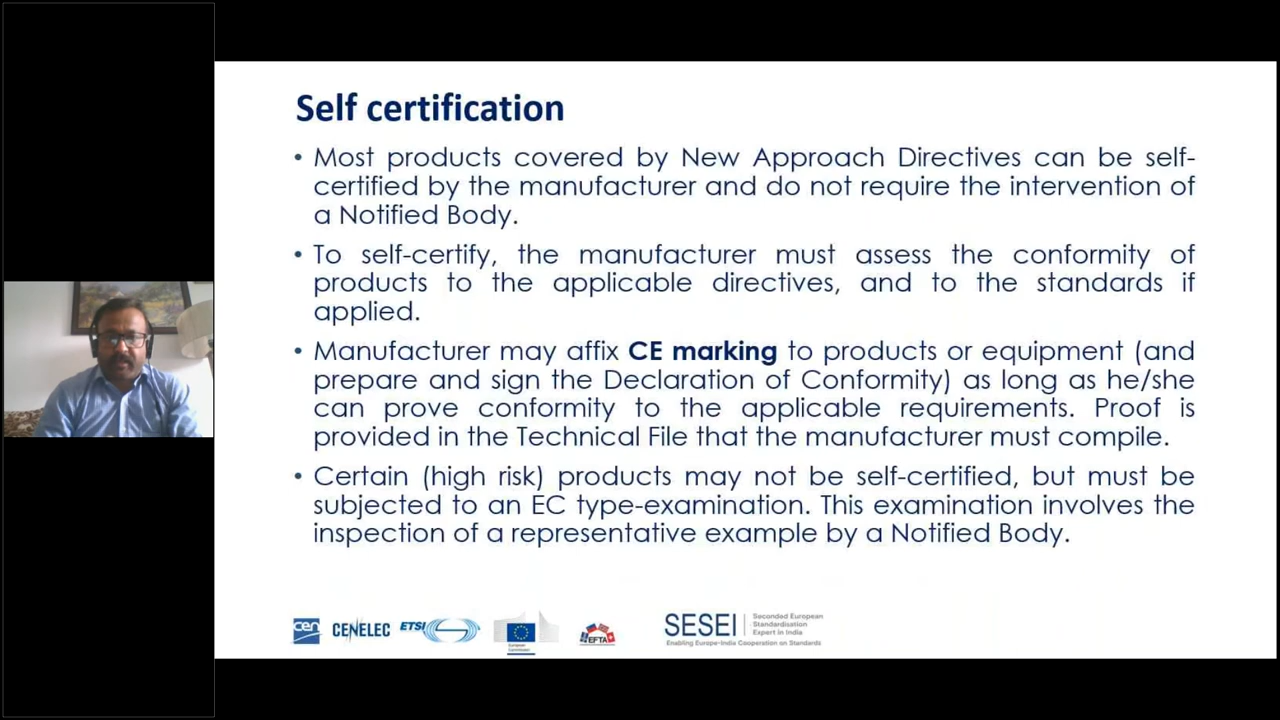 Self certification
• Most products covered by New Approach Directives can be self-
certified by the manufacturer and do not require the intervention of
a Notified Body.
• To self-certify, the manufacturer must assess the conformity of
products to the applicable directives, and to the standards if
applied.
• Manufacturer may affix CE marking to products or equipment (and
prepare and sign the Declaration of Conformity) as long as he/she
can prove conformity to the applicable requirements. Proof is
provided in the Technical File that the manufacturer must compile.
• Certain (high risk) products may not be self-certified, but must be
subjected to an EC type-examination. This examination involves the
inspection of a representative example by a Notified Body.
cen
CENELEC
ETSI
European
Commission
EFTA
SESEI
Seconded European
Standardisation
Expert in India
Enabling Europe-India Cooperation on Standards